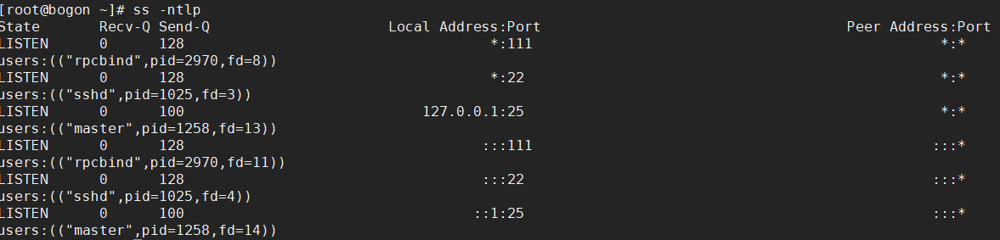 [root@bogon ~]# ss -ntlp
State Recv-Q Send-Q Local Address:Port Peer Address:Port
LISTEN 0 128 *:111 *:*
users:(("rpcbind",pid=2970,fd=8))
LISTEN 0 128 *:22 *:*
users:(("sshd",pid=1025,fd=3))
LISTEN 0 100 127.0.0.1:25 *:*
users:(("master",pid=1258,fd=13))
LISTEN 0 128 :::111 :::*
users:(("rpcbind",pid=2970,fd=11))
LISTEN 0 128 :::22 :::*
users:(("sshd",pid=1025,fd=4))
LISTEN 0 100 ::1:25 :::*
users:(("master",pid=1258,fd=14))